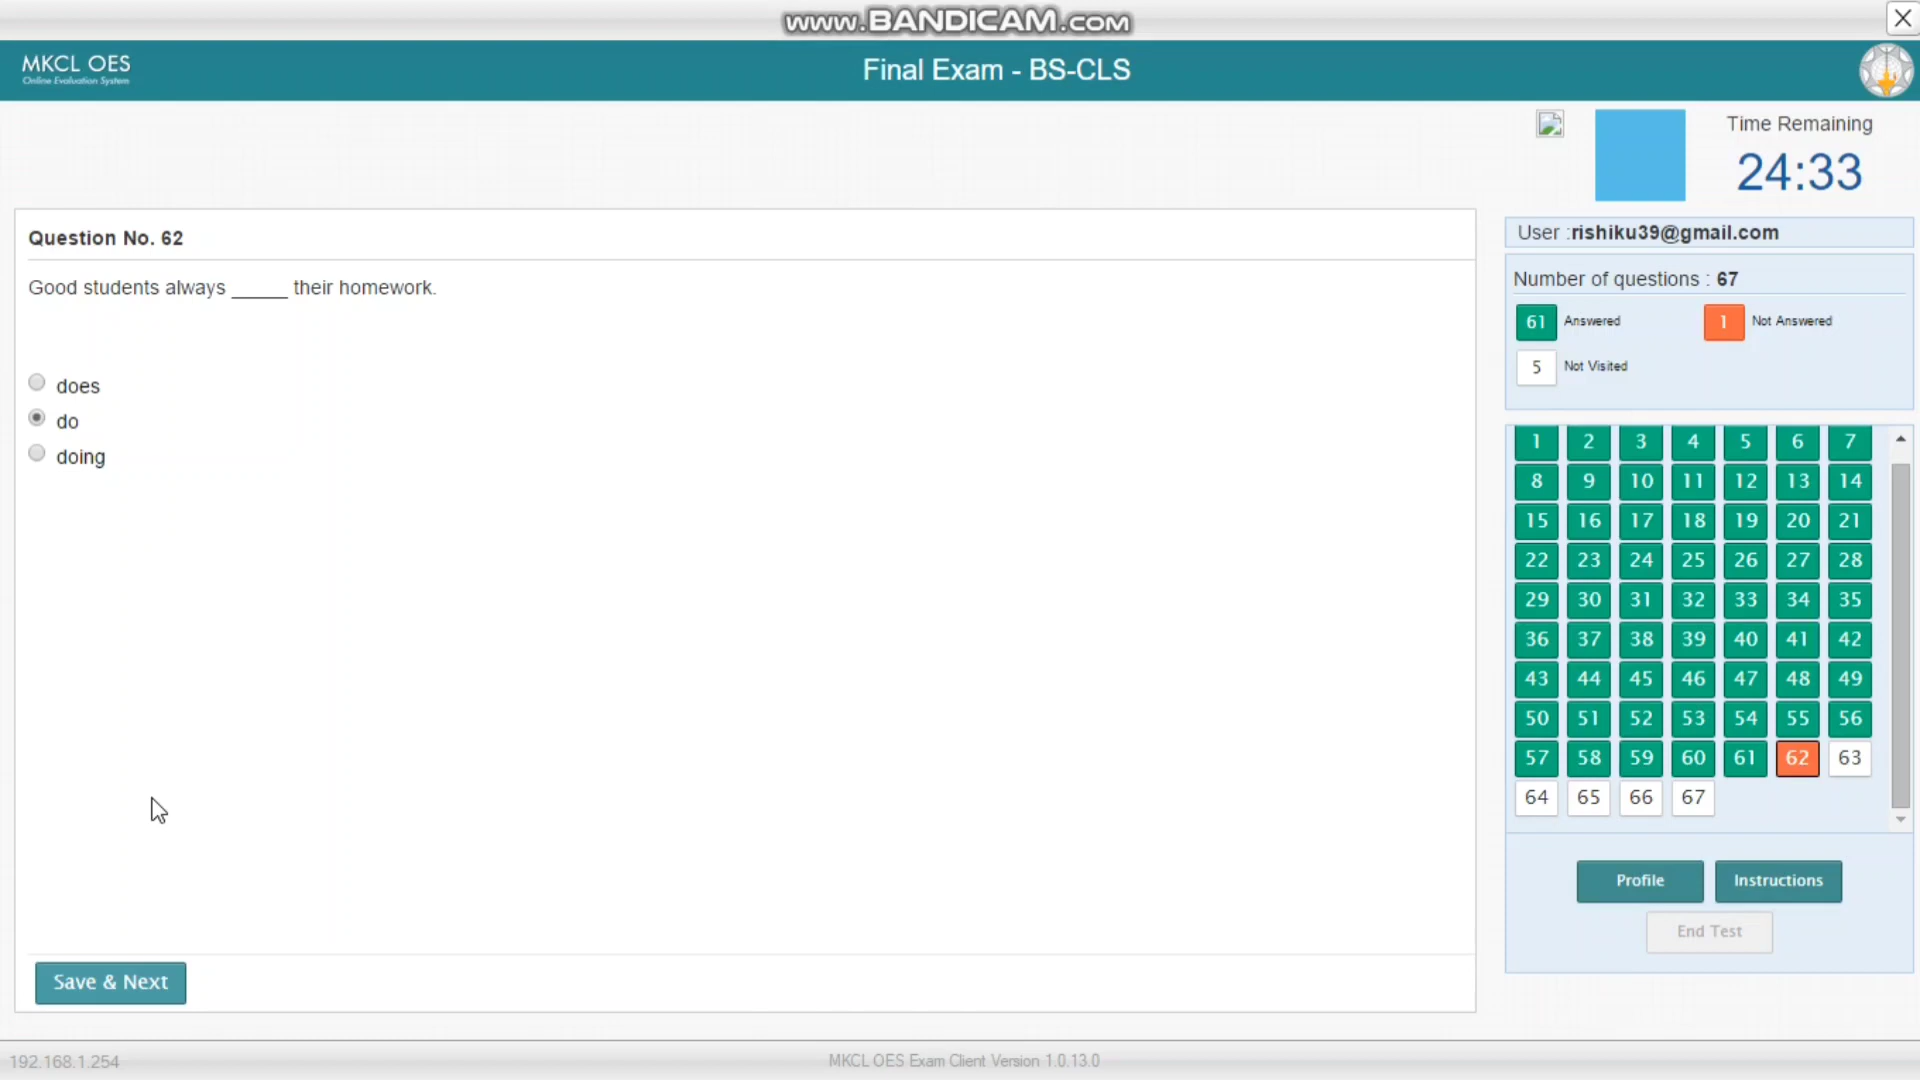 www.BANDICAM.com
MKCL OES
Online Evaluation System
Final Exam - BS-CLS
Time Remaining
24:33
Question No. 62
Good students always _____ their homework.
does
do
doing
Save & Next
User :rishiku39@gmail.com
Number of questions : 67
61 Answered 1 Not Answered
5 Not Visited
1 2 3 4 5 6 7
8 9 10 11 12 13 14
15 16 17 18 19 20 21
22 23 24 25 26 27 28
29 30 31 32 33 34 35
36 37 38 39 40 41 42
43 44 45 46 47 48 49
50 51 52 53 54 55 56
57 58 59 60 61 62 63
64 65 66 67
Profile Instructions
End Test
192.168.1.254
MKCL OES Exam Client Version 1.0.13.0